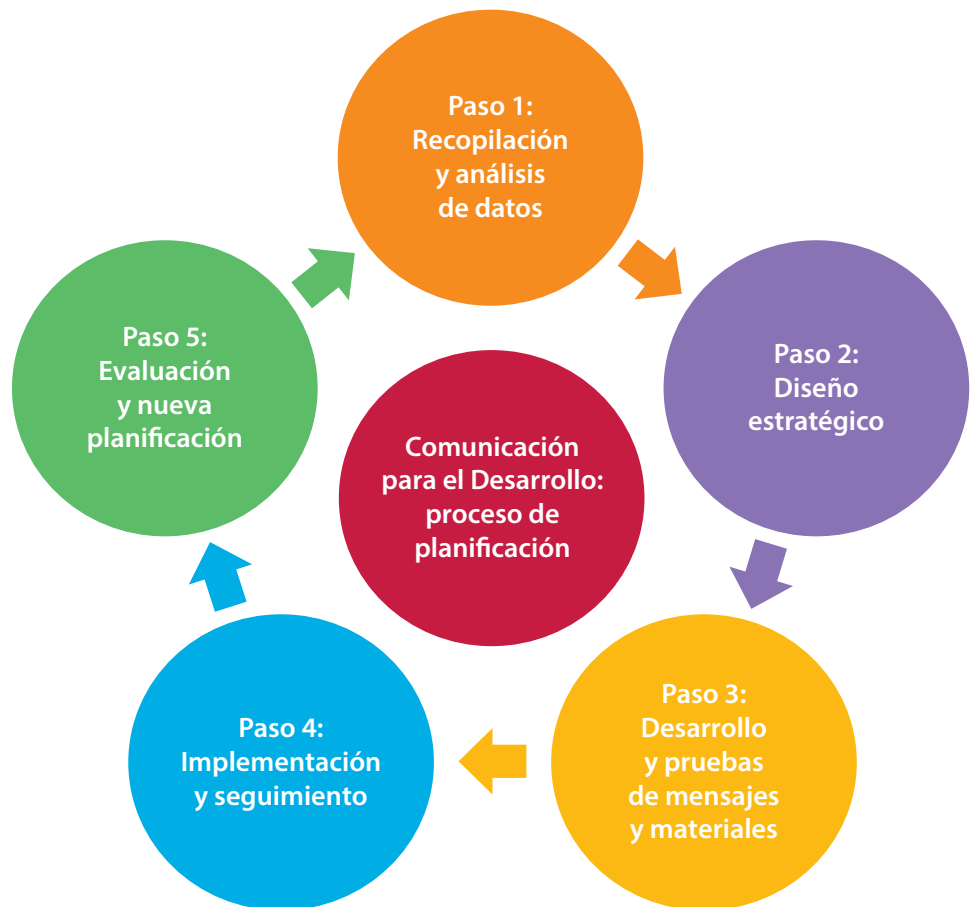 Paso 1:
Recopilación
y análisis
de datos
Paso 2:
Diseño
estratégico
Paso 3:
Desarrollo
y pruebas
de mensajes
y materiales
Paso 4:
Implementación
y seguimiento
Paso 5:
Evaluación
y nueva
planificación
Comunicación
para el Desarrollo:
proceso de
planificación